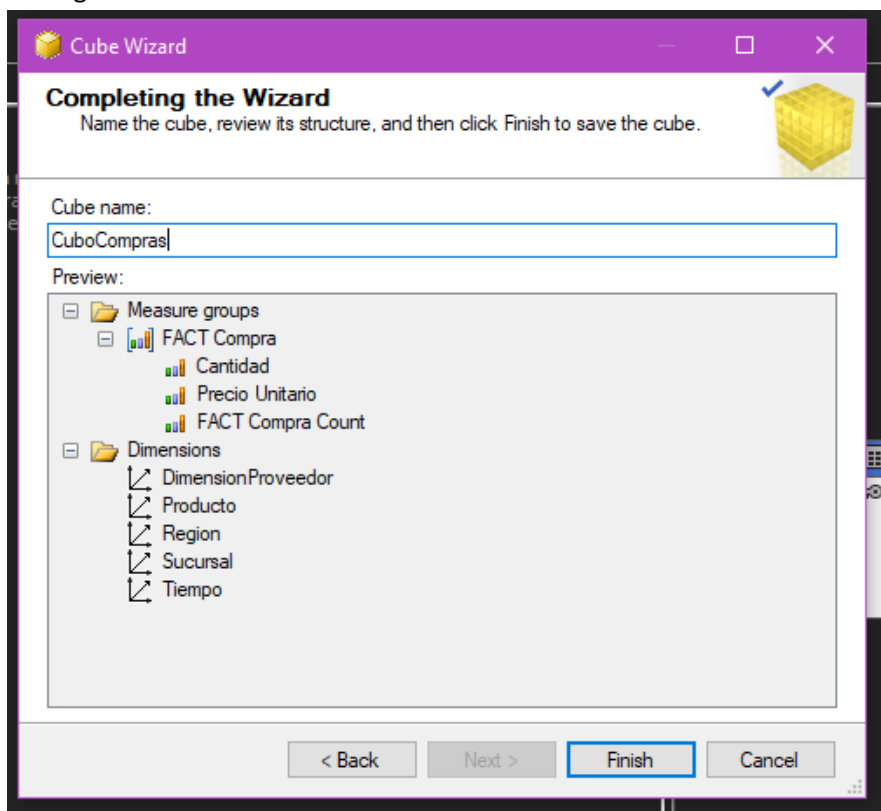 Cube Wizard
Completing the Wizard
Name the cube, review its structure, and then click Finish to save the cube.
Cube name:
CuboCompras
Preview:
Measure groups
FACT Compra
Cantidad
Precio Unitario
FACT Compra Count
Dimensions
DimensionProveedor
Producto
Region
Sucursal
Tiempo
< Back Next > Finish Cancel